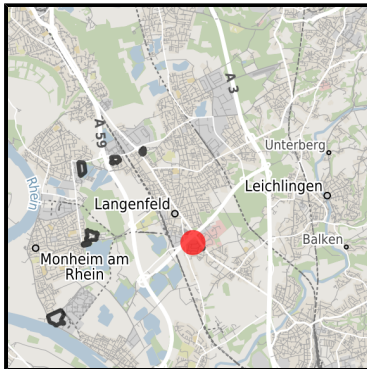 A 3
A 59
Unterberg
Rhein
Leichlingen
Langenfeld
Balken
Monheim am
Rhein